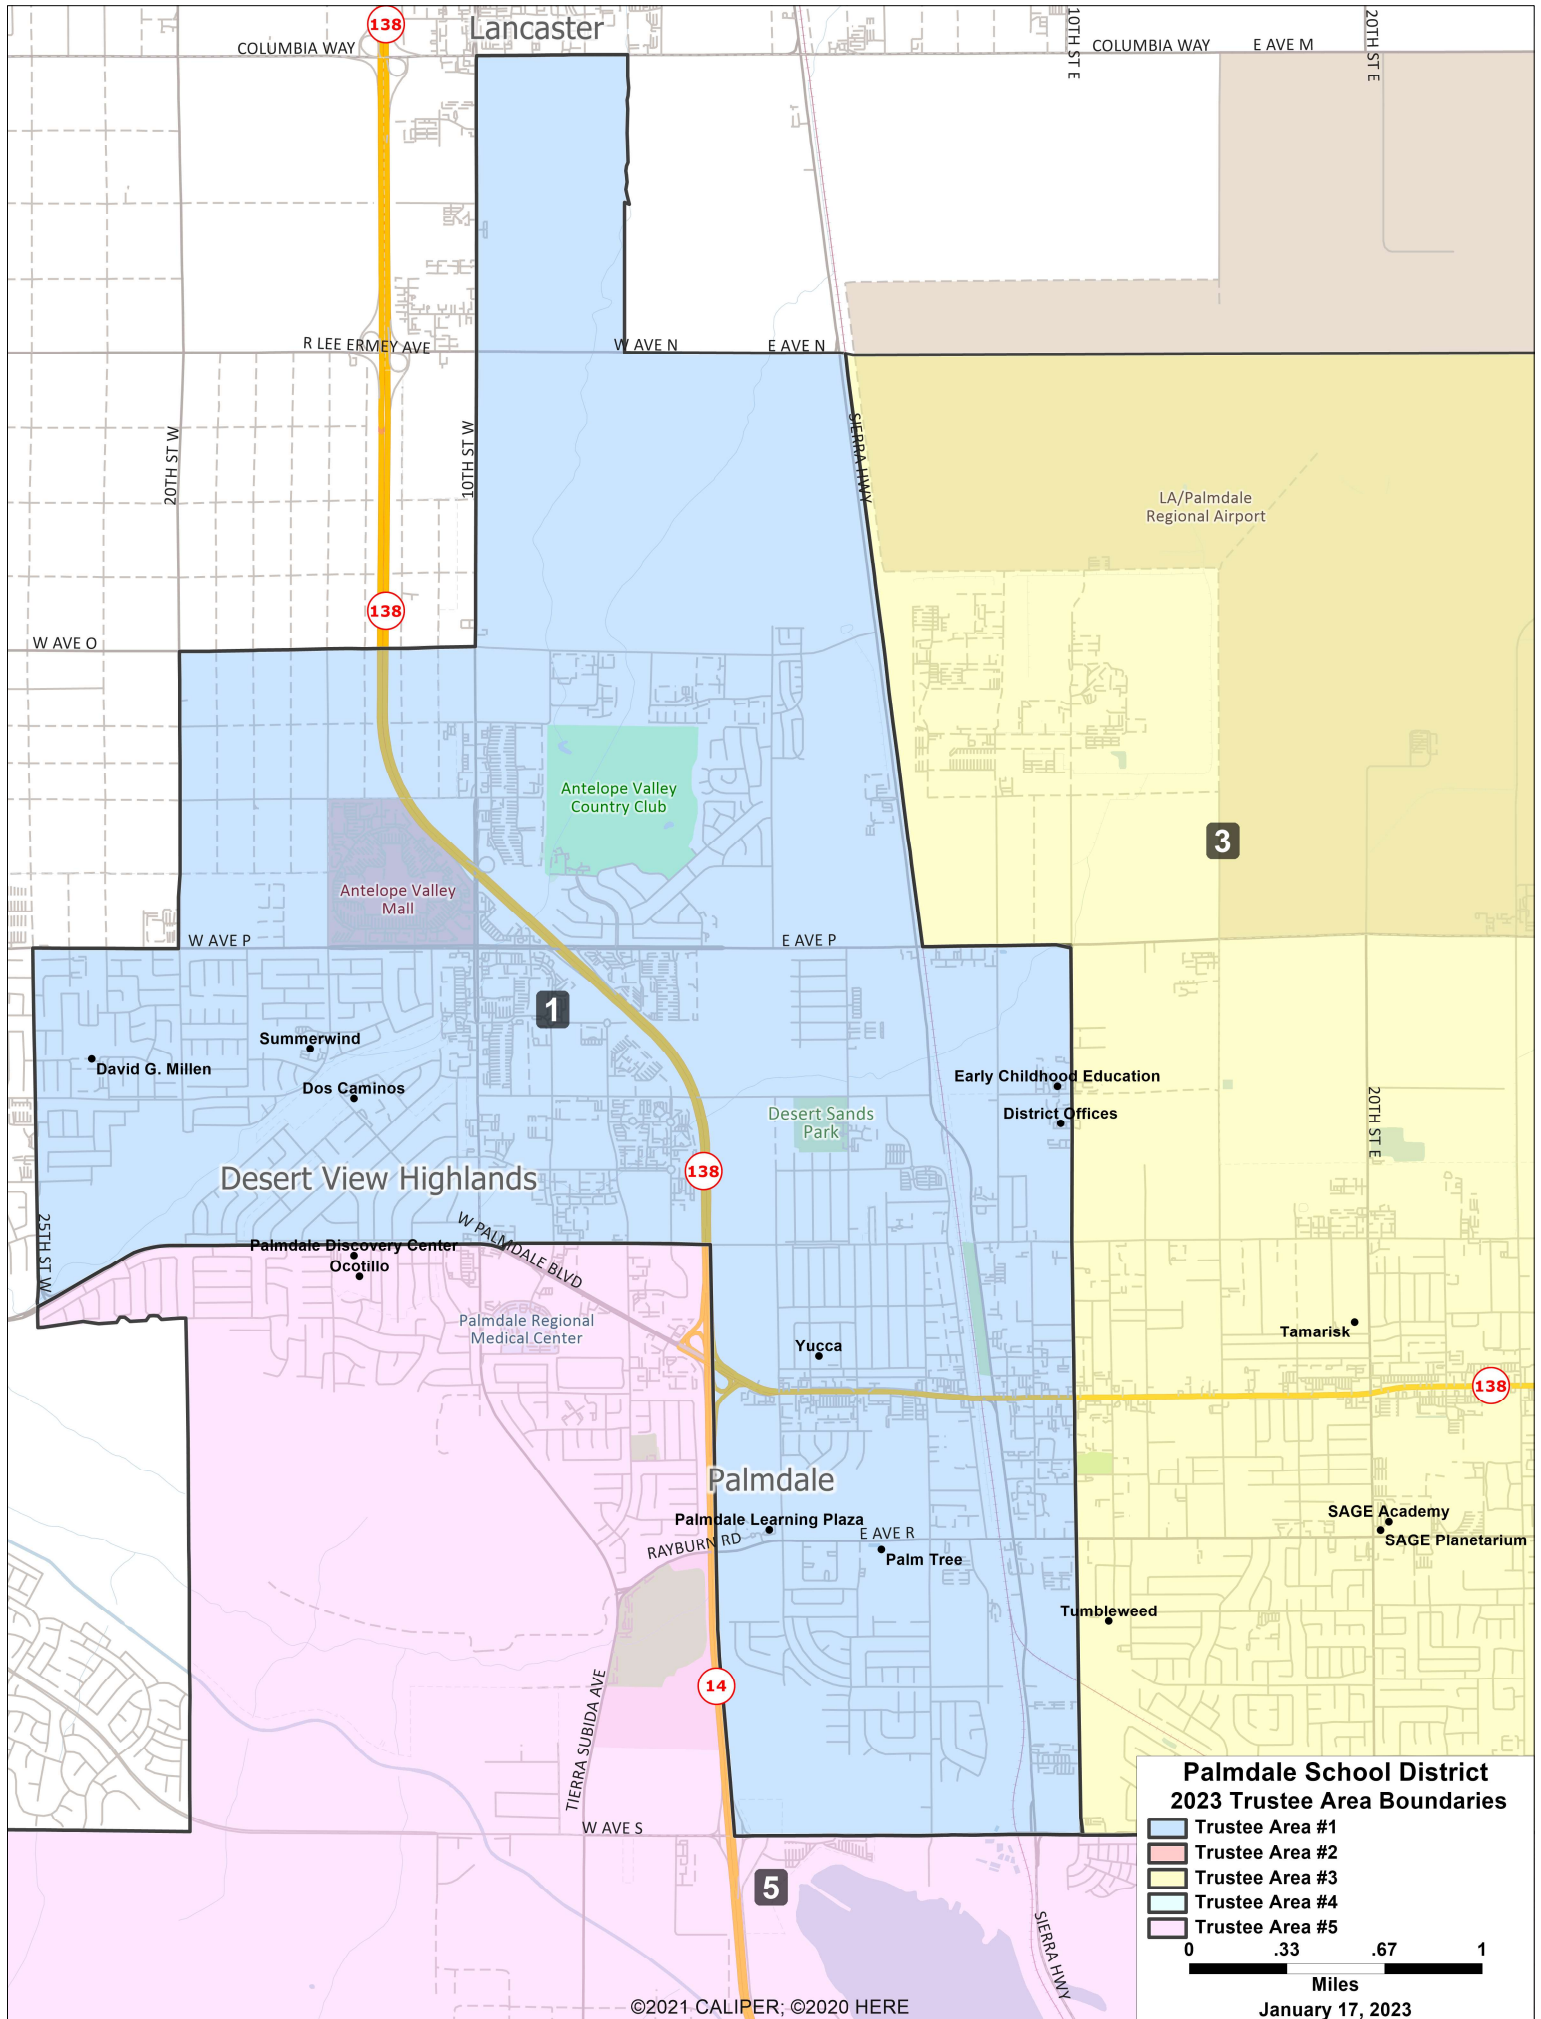 138
Lancaster
COLUMBIA WAY
10TH ST E
COLUMBIA WAY
E AVE M
20TH ST E
R LEE ERMEY AVE
W AVE N
E AVE N
20TH ST W
10TH ST W
SIERRA HWY
LA/Palmdale
Regional Airport
138
W AVE O
Antelope Valley
Country Club
3
Antelope Valley
Mall
W AVE P
E AVE P
1
Summerwind
David G. Millen
Dos Caminos
Early Childhood Education
District Offices
Desert Sands
Park
20TH ST E
Desert View Highlands
138
25TH ST W
W PALMDALE BLVD
Palmdale Discovery Center
Ocotillo
Palmdale Regional
Medical Center
Yucca
Tamarisk
138
Palmdale
Palmdale Learning Plaza
RAYBURN RD
E AVE R
Palm Tree
SAGE Academy
SAGE Planetarium
Tumbleweed
TIERRA SUBIDA AVE
14
W AVE S
5
SIERRA HWY
Palmdale School District
2023 Trustee Area Boundaries
Trustee Area #1
Trustee Area #2
Trustee Area #3
Trustee Area #4
Trustee Area #5
0 .33 .67 1
Miles
January 17, 2023
©2021 CALIPER; ©2020 HERE